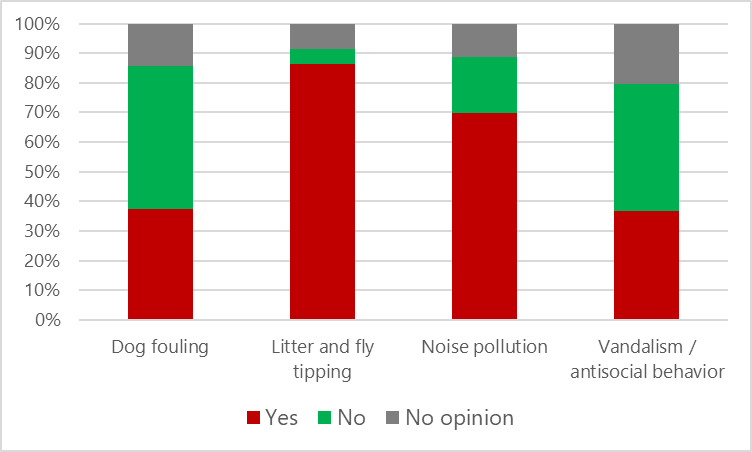 100%
90%
80%
70%
60%
50%
40%
30%
20%
10%
0%
Dog fouling
Litter and fly
tipping
Noise pollution
Vandalism /
antisocial behavior
Yes
No
No opinion